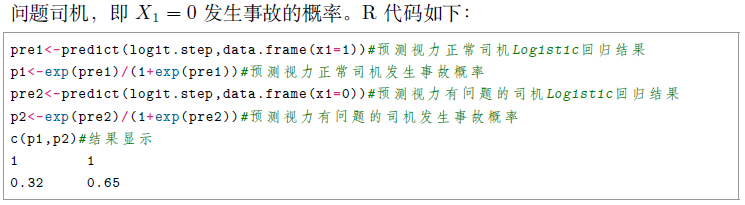 问题司机，即 X₁ = 0 发生事故的概率。R 代码如下：
pre1<-predict(logit.step,data.frame(x1=1))#预测视力正常司机Logistic回归结果
p1<-exp(pre1)/(1+exp(pre1))#预测视力正常司机发生事故概率
pre2<-predict(logit.step,data.frame(x1=0))#预测视力有问题的司机Logistic回归结果
p2<-exp(pre2)/(1+exp(pre2))#预测视力有问题的司机发生事故概率
c(p1,p2)#结果显示
1 1
0.32 0.65